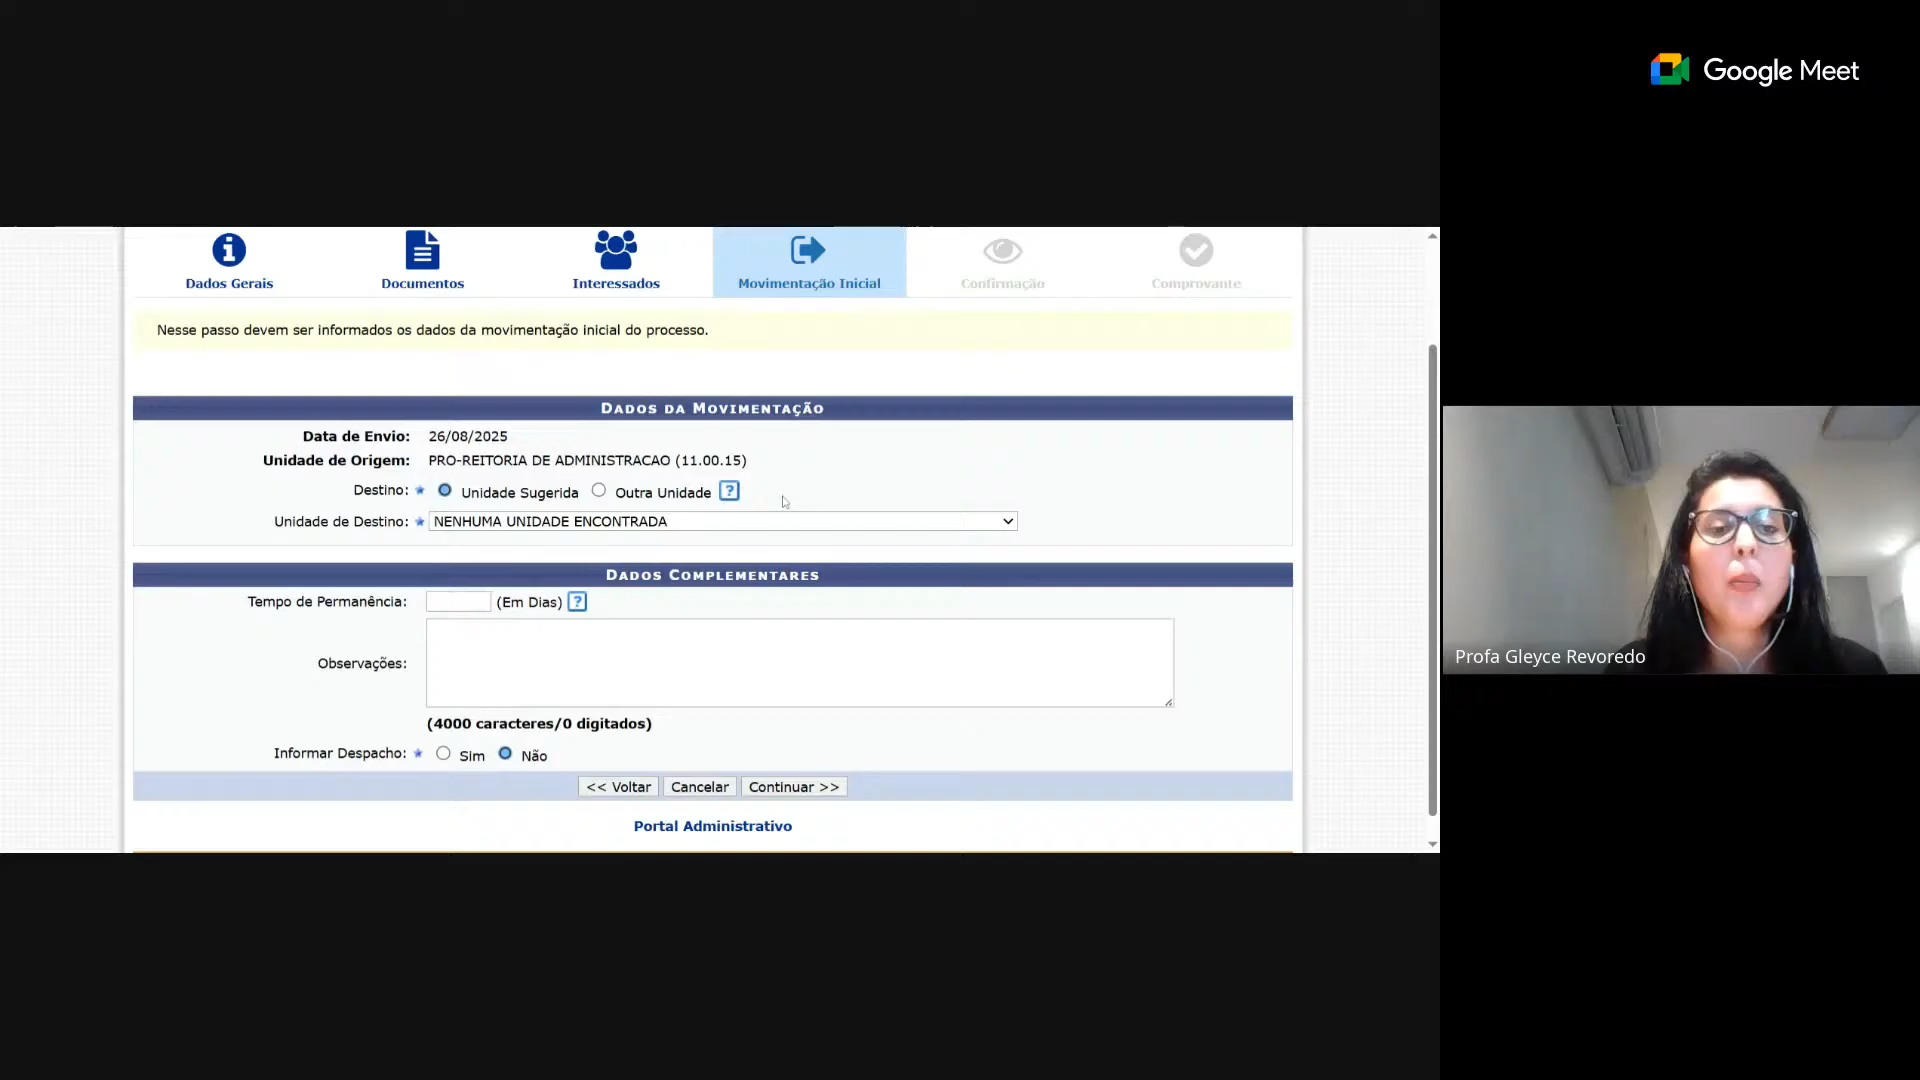 Google Meet
Dados Gerais
Documentos
Interessados
Movimentação Inicial
Confirmação
Comprovante
Nesse passo devem ser informados os dados da movimentação inicial do processo.
Dados da Movimentação
Data de Envio: 26/08/2025
Unidade de Origem: PRO-REITORIA DE ADMINISTRACAO (11.00.15)
Destino: Unidade Sugerida Outra Unidade ?
Unidade de Destino: NENHUMA UNIDADE ENCONTRADA
Dados Complementares
Tempo de Permanência: (Em Dias) ?
Observações:
(4000 caracteres/0 digitados)
Informar Despacho: Sim Não
<< Voltar Cancelar Continuar >>
Portal Administrativo
Profa Gleyce Revoredo